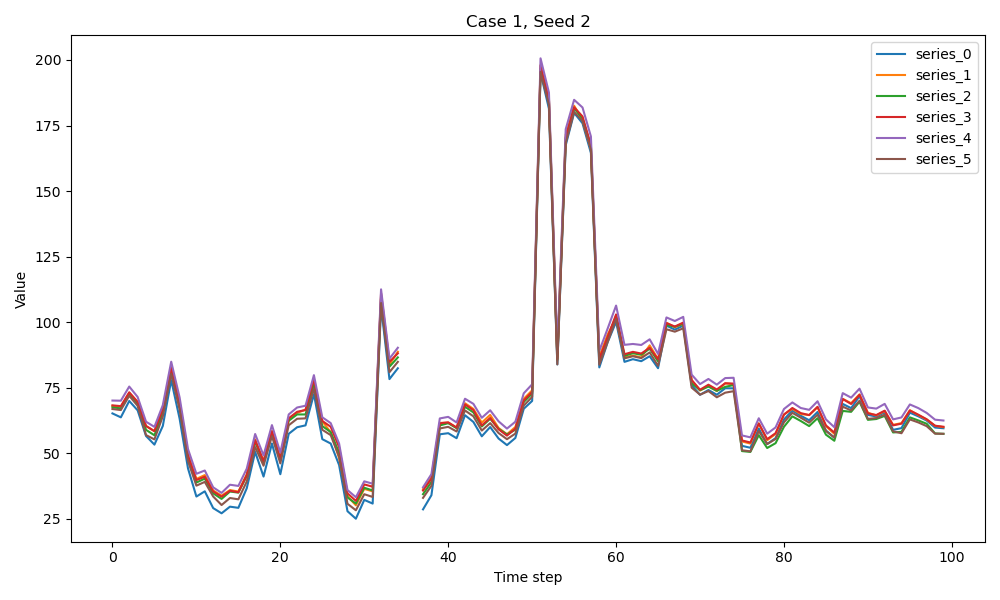 Case 1, Seed 2
Value
200
175
150
125
100
75
50
25
0
20
40
60
80
100
Time step
series_0
series_1
series_2
series_3
series_4
series_5